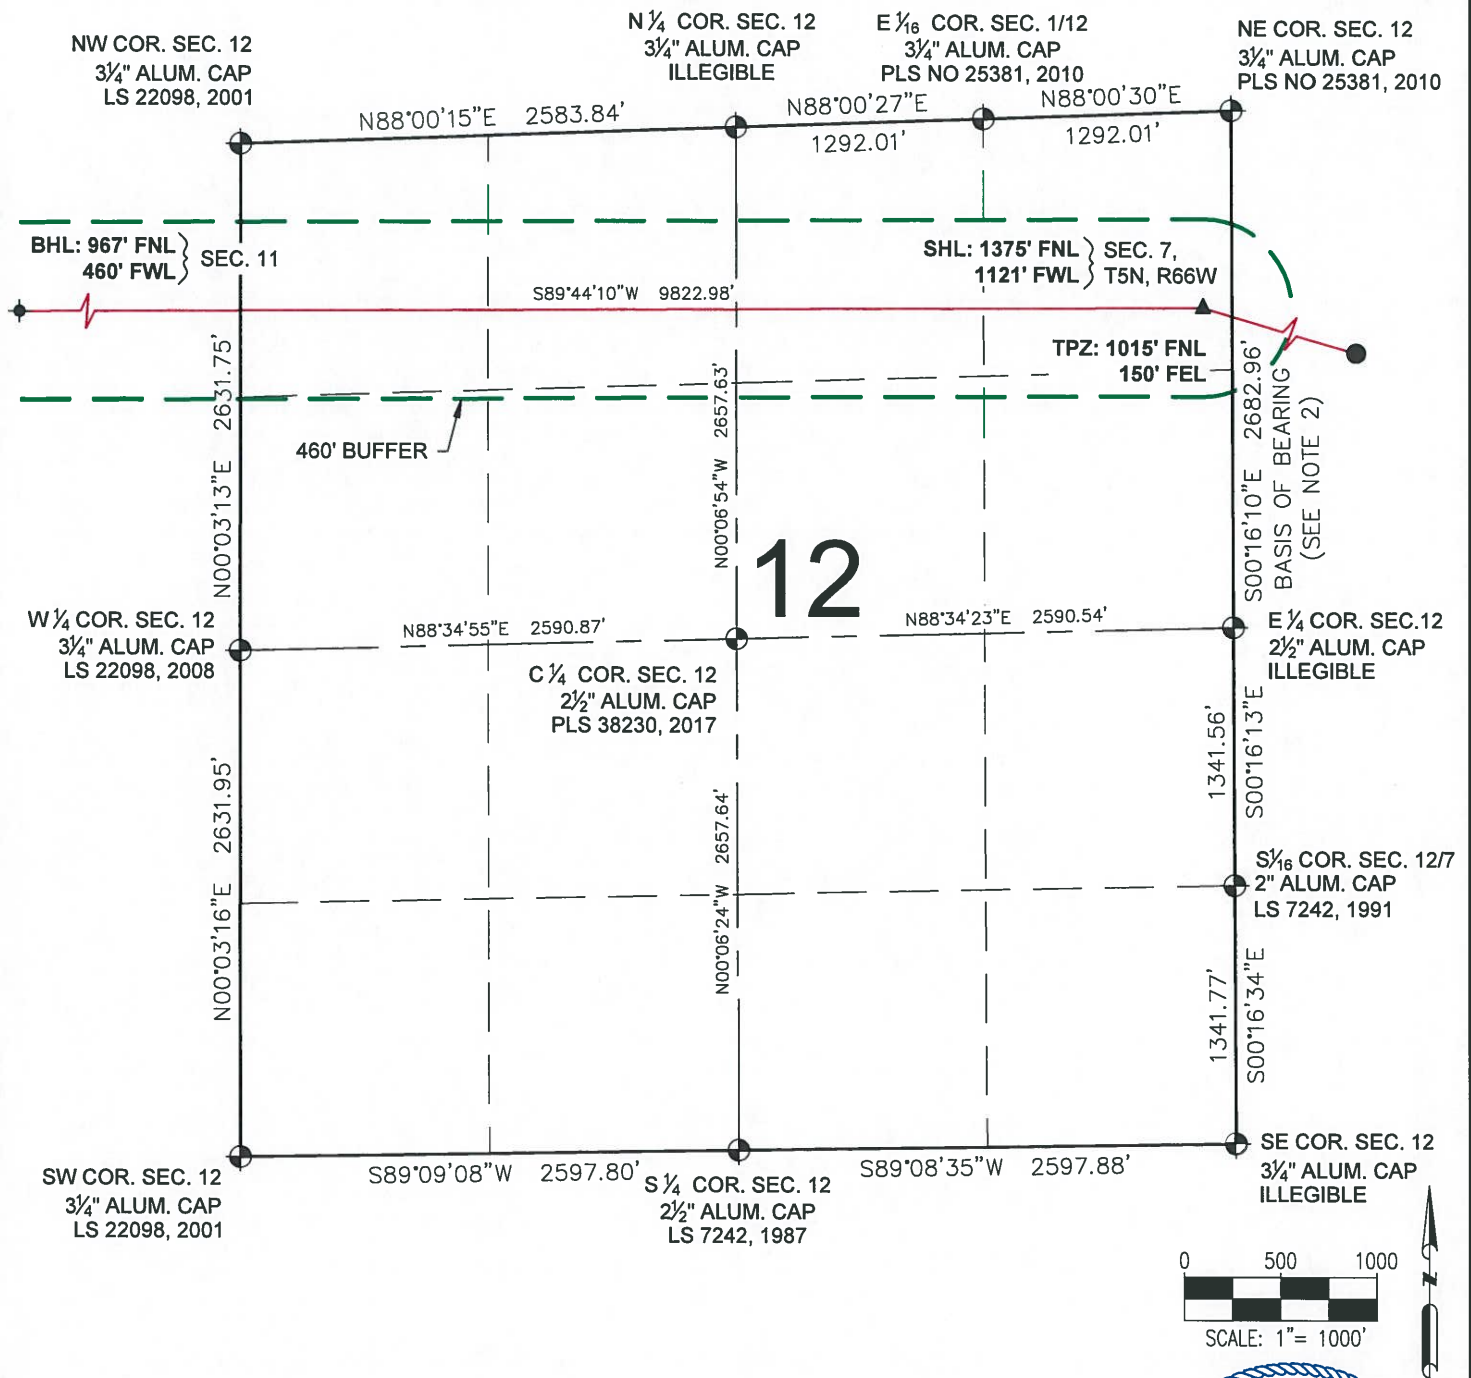 NW COR. SEC. 12
3¼" ALUM. CAP
LS 22098, 2001
N ¼ COR. SEC. 12
3¼" ALUM. CAP
ILLEGIBLE
E 1⁄16 COR. SEC. 1/12
3¼" ALUM. CAP
PLS NO 25381, 2010
NE COR. SEC. 12
3¼" ALUM. CAP
PLS NO 25381, 2010
N88°00'15"E 2583.84'
N88°00'27"E
1292.01'
N88°00'30"E
1292.01'
BHL: 967' FNL
460' FWL
SEC. 11
SHL: 1375' FNL
1121' FWL
SEC. 7,
T5N, R66W
S89°44'10"W 9822.98'
TPZ: 1015' FNL
150' FEL
460' BUFFER
N00°03'13"E 2631.75'
N00°06'54"W 2657.63'
S00°16'10"E 2682.96'
BASIS OF BEARING
(SEE NOTE 2)
12
W ¼ COR. SEC. 12
3¼" ALUM. CAP
LS 22098, 2008
N88°34'55"E 2590.87'
N88°34'23"E 2590.54'
C ¼ COR. SEC. 12
2½" ALUM. CAP
PLS 38230, 2017
E ¼ COR. SEC.12
2½" ALUM. CAP
ILLEGIBLE
N00°03'16"E 2631.95'
N00°06'24"W 2657.64'
1341.56'
S00°16'13"E
S1⁄16 COR. SEC. 12/7
2" ALUM. CAP
LS 7242, 1991
1341.77'
S00°16'34"E
SW COR. SEC. 12
3¼" ALUM. CAP
LS 22098, 2001
S89°09'08"W 2597.80'
S ¼ COR. SEC. 12
2½" ALUM. CAP
LS 7242, 1987
S89°08'35"W 2597.88'
SE COR. SEC. 12
3¼" ALUM. CAP
ILLEGIBLE
0 500 1000
SCALE: 1"= 1000'
N